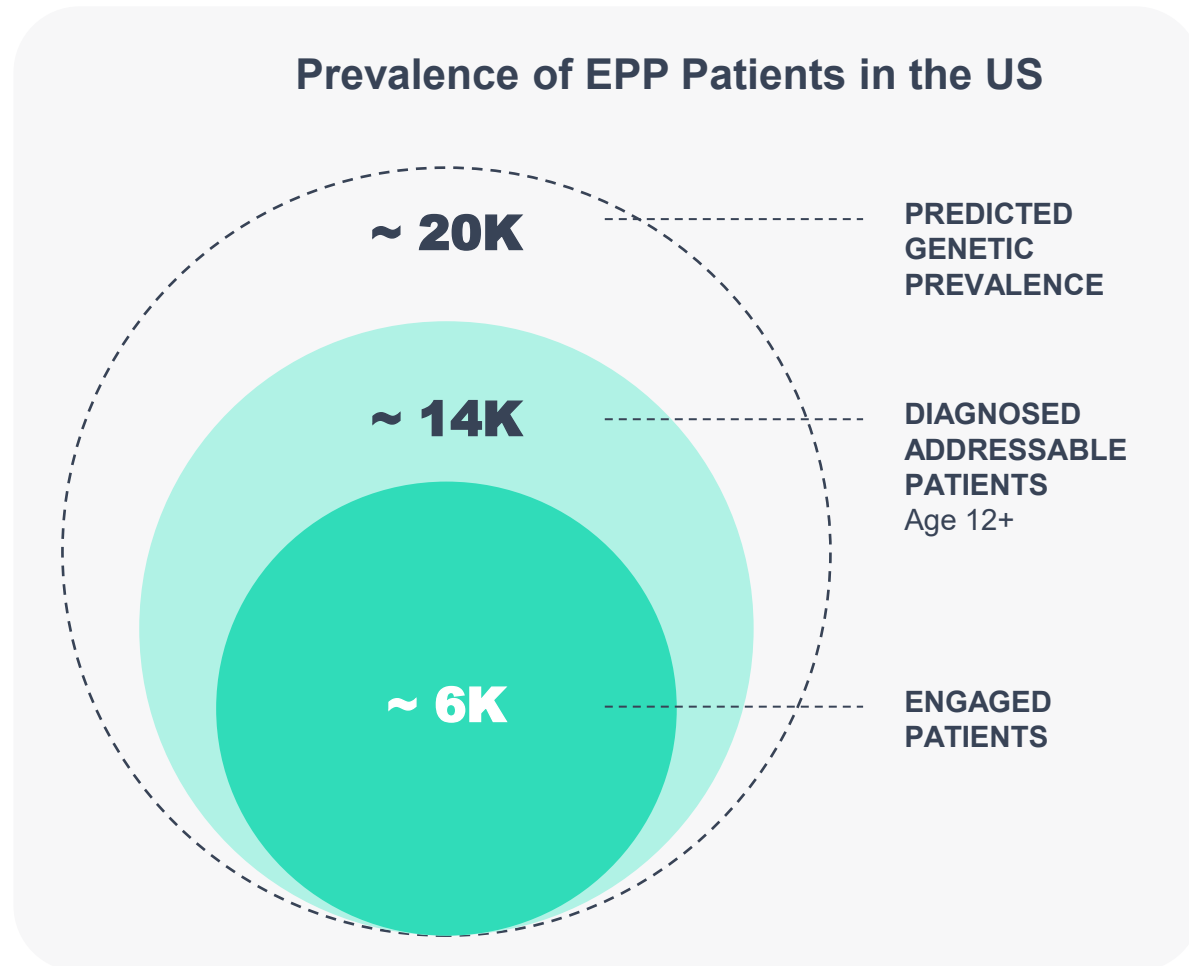 Prevalence of EPP Patients in the US
~ 20K
PREDICTED
GENETIC
PREVALENCE
~ 14K
DIAGNOSED
ADDRESSABLE
PATIENTS
Age 12+
~ 6K
ENGAGED
PATIENTS